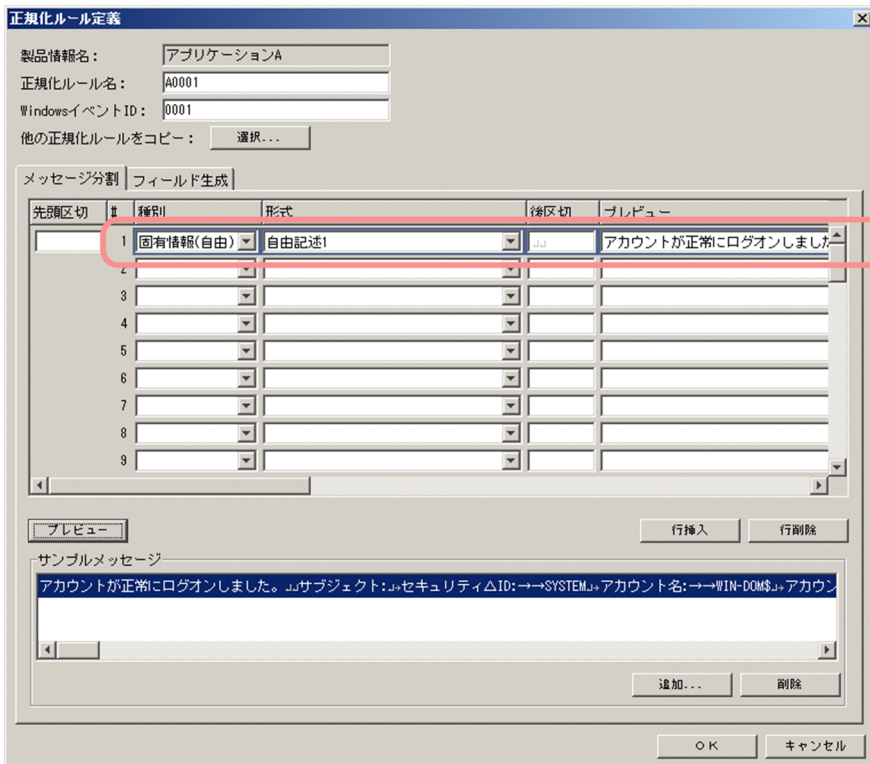 正規化ルール定義
製品情報名： アプリケーションA
正規化ルール名： A0001
WindowsイベントID： 0001
他の正規化ルールをコピー： 選択...
メッセージ分割 フィールド生成
先頭区切 # 種別 形式 後区切 プレビュー
1 固有情報(自由) 自由記述1 ↵↵ アカウントが正常にログオンしました
2
3
4
5
6
7
8
9
プレビュー 行挿入 行削除
サンプルメッセージ
アカウントが正常にログオンしました。↵↵サブジェクト:↵→セキュリティ△ID:→→SYSTEM↵→アカウント名:→→WIN-DOM$↵→アカウン
追加... 削除
OK キャンセル